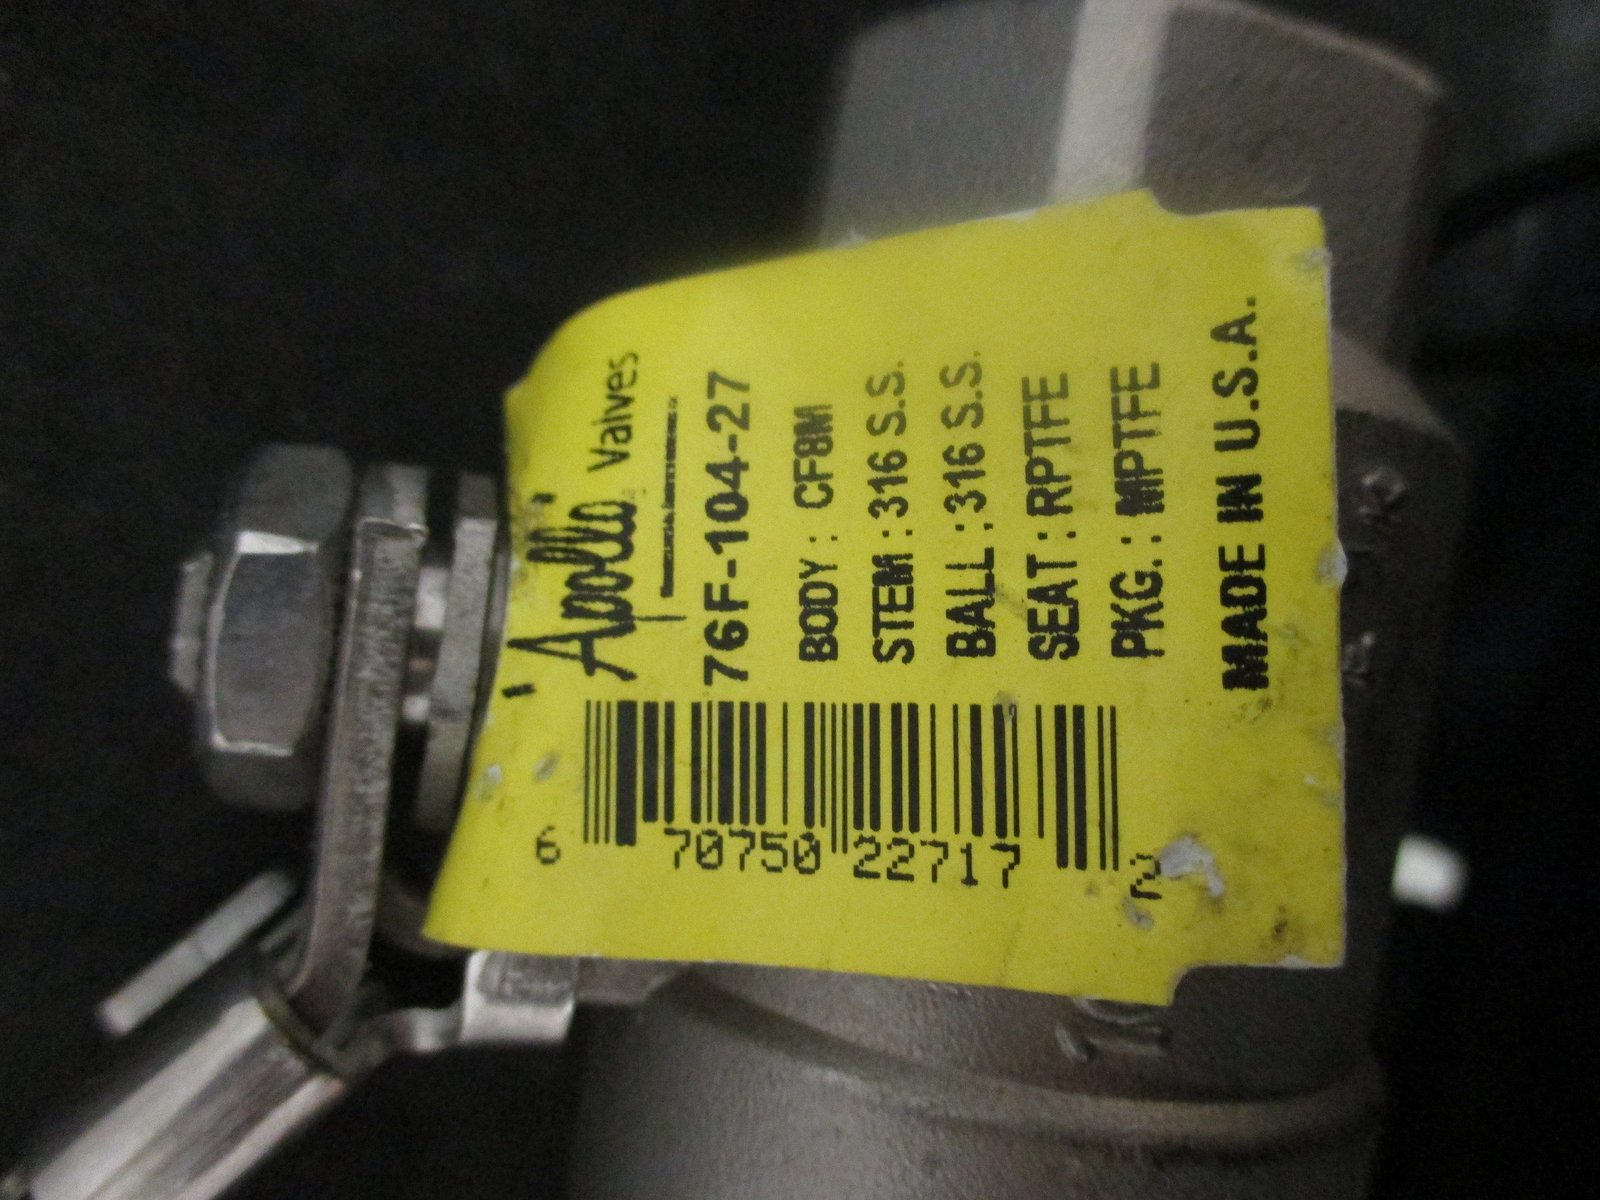 "Apollo" Valves
76F-104-27
BODY : CF8M
STEM : 316 S.S.
BALL : 316 S.S.
SEAT : RPTFE
PKG. : MPTFE
MADE IN U.S.A.
6 70750 22717 2